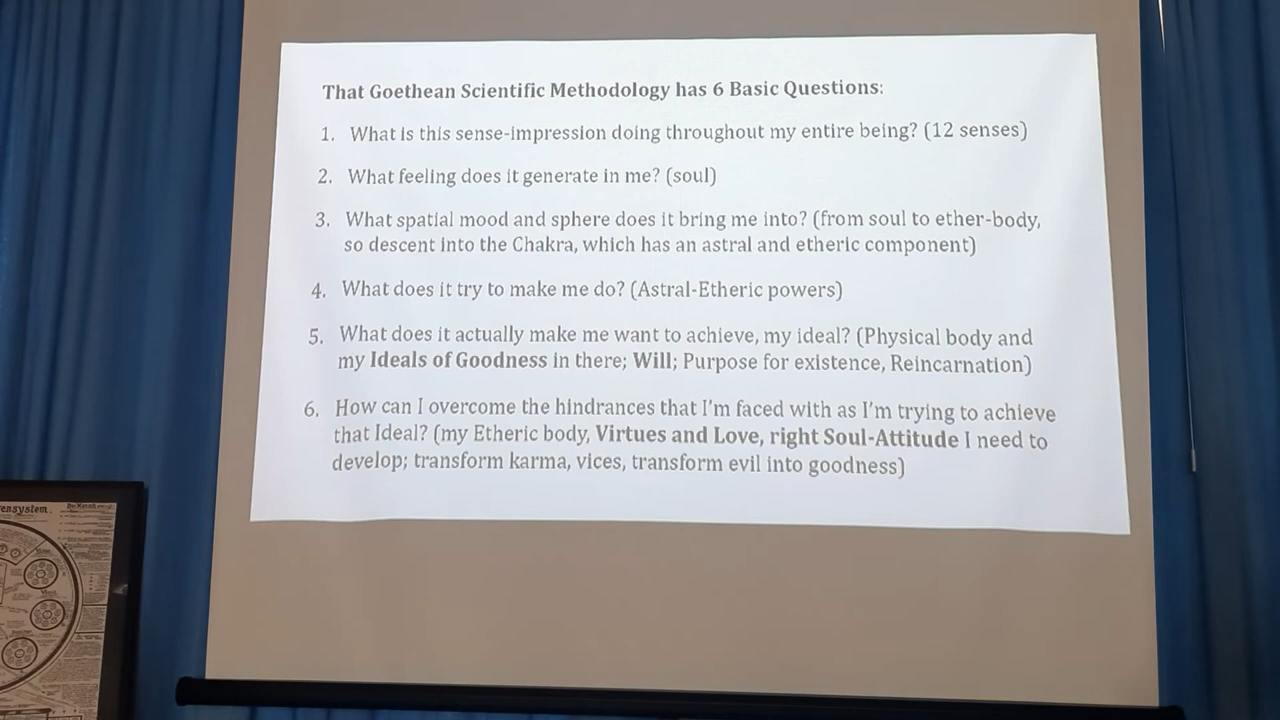 That Goethean Scientific Methodology has 6 Basic Questions:
1. What is this sense-impression doing throughout my entire being? (12 senses)
2. What feeling does it generate in me? (soul)
3. What spatial mood and sphere does it bring me into? (from soul to ether-body,
so descent into the Chakra, which has an astral and etheric component)
4. What does it try to make me do? (Astral-Etheric powers)
5. What does it actually make me want to achieve, my ideal? (Physical body and
my Ideals of Goodness in there; Will; Purpose for existence, Reincarnation)
6. How can I overcome the hindrances that I'm faced with as I'm trying to achieve
that Ideal? (my Etheric body, Virtues and Love, right Soul-Attitude I need to
develop; transform karma, vices, transform evil into goodness)